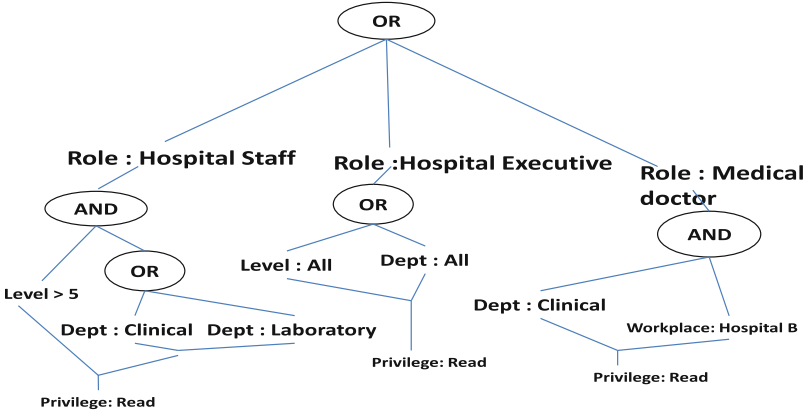 OR
Role : Hospital Staff
Role :Hospital Executive
Role : Medical
doctor
AND
OR
AND
OR
Level : All
Dept : All
Level > 5
Dept : Clinical
Dept : Clinical
Dept : Laboratory
Workplace: Hospital B
Privilege: Read
Privilege: Read
Privilege: Read